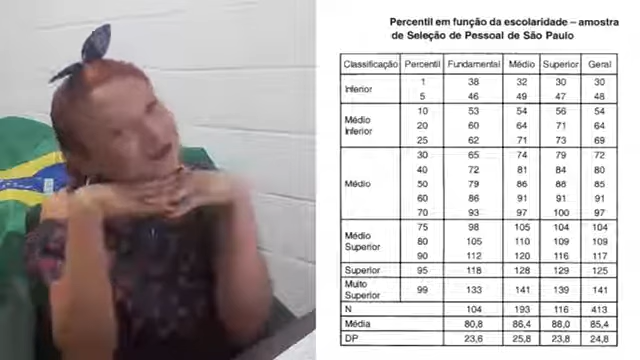 Percentil em função da escolaridade – amostra
de Seleção de Pessoal de São Paulo
Classificação Percentil Fundamental Médio Superior Geral
Inferior 1 38 32 30 30
5 46 49 47 48
Médio Inferior 10 53 54 56 54
20 60 64 71 64
25 62 71 73 69
Médio 30 65 74 79 72
40 72 81 84 80
50 79 86 88 85
60 86 91 91 91
70 93 97 100 97
Médio Superior 75 98 105 104 104
80 105 110 109 109
90 112 120 116 117
Superior 95 118 128 129 125
Muito Superior 99 133 141 139 141
N 104 193 116 413
Média 80,8 86,4 88,0 85,4
DP 23,6 25,8 23,8 24,8